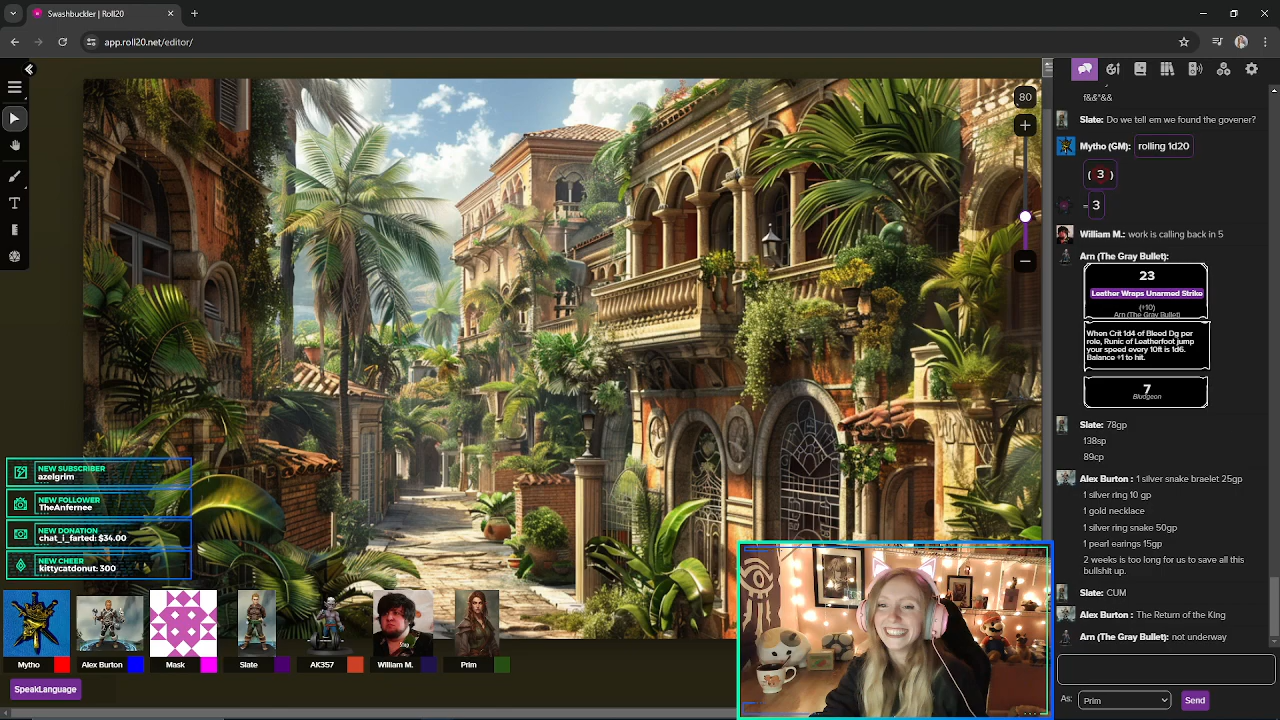 Swashbuckler | Roll20
app.roll20.net/editor/
80
f&&*&&
Slate: Do we tell em we found the govener?
Mytho (GM): rolling 1d20
( 3 )
=3
William M.: work is calling back in 5
Arn (The Gray Bullet):
23
Leather Wraps Unarmed Strike
(+10)
Arn (The Gray Bullet)
When Crit 1d4 of Bleed Dg per
role, Runic of Leatherfoot jump
your speed every 10ft is 1d6.
Balance +1 to hit.
7
Bludgeon
Slate: 78gp
138sp
89cp
Alex Burton : 1 silver snake braelet 25gp
1 silver ring 10 gp
1 gold necklace
1 silver ring snake 50gp
1 pearl earings 15gp
2 weeks is too long for us to save all this
bullshit up.
Slate: CUM
Alex Burton : The Return of the King
Arn (The Gray Bullet): not underway
As: Prim Send
NEW SUBSCRIBER
azelgrim
NEW FOLLOWER
TheAnfernee
NEW DONATION
chat_i_farted: $34.00
NEW CHEER
kittycatdonut: 300
Mytho
Alex Burton
Mask
Slate
AK357
William M.
Prim
SpeakLanguage